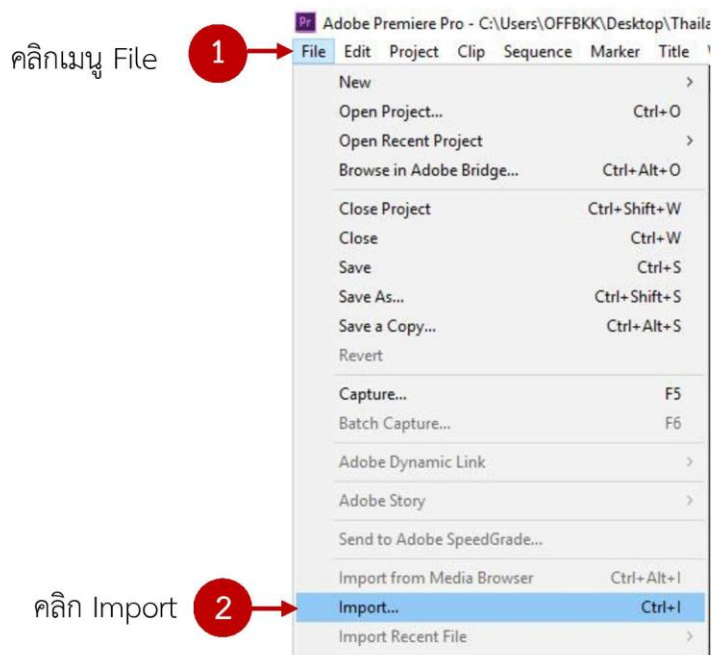 Pr Adobe Premiere Pro - C:\Users\OFFBKK\Desktop\Thaila
คลิกเมนู File 1
File Edit Project Clip Sequence Marker Title
New >
Open Project... Ctrl+O
Open Recent Project >
Browse in Adobe Bridge... Ctrl+Alt+O
Close Project Ctrl+Shift+W
Close Ctrl+W
Save Ctrl+S
Save As... Ctrl+Shift+S
Save a Copy... Ctrl+Alt+S
Revert
Capture... F5
Batch Capture... F6
Adobe Dynamic Link >
Adobe Story >
Send to Adobe SpeedGrade...
Import from Media Browser Ctrl+Alt+I
คลิก Import 2
Import... Ctrl+I
Import Recent File >